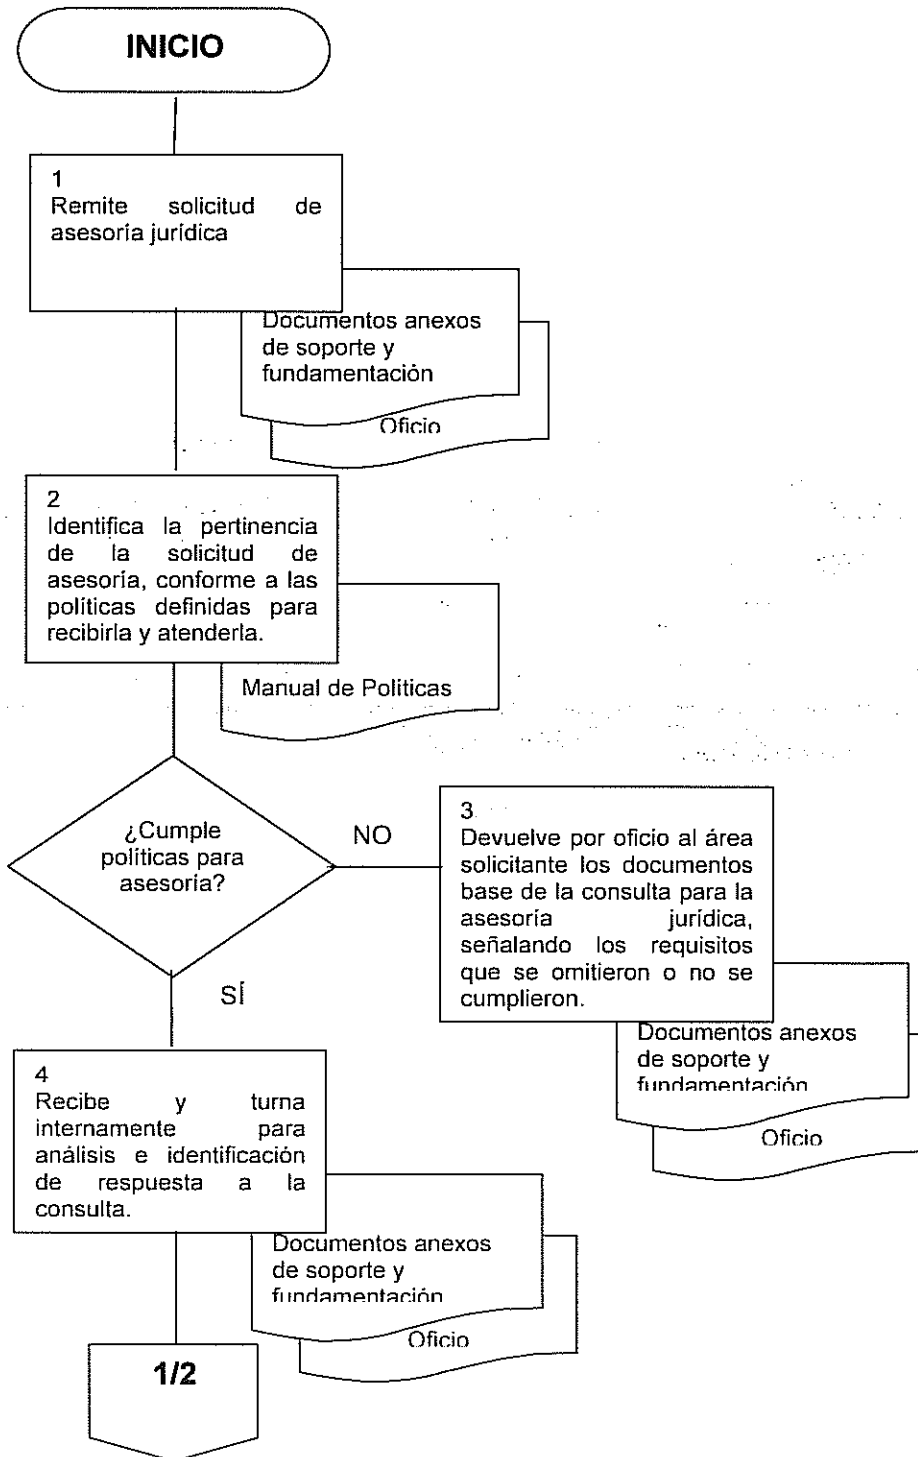 INICIO
1
Remite solicitud de
asesoría jurídica
Documentos anexos
de soporte y
fundamentación
Oficio
2
Identifica la pertinencia
de la solicitud de
asesoría, conforme a las
políticas definidas para
recibirla y atenderla.
Manual de Politicas
¿Cumple
políticas para
asesoría?
NO
3
Devuelve por oficio al área
solicitante los documentos
base de la consulta para la
asesoría jurídica,
señalando los requisitos
que se omitieron o no se
cumplieron.
Documentos anexos
de soporte y
fundamentación
Oficio
SÍ
4
Recibe y turna
internamente para
análisis e identificación
de respuesta a la
consulta.
Documentos anexos
de soporte y
fundamentación
Oficio
1/2